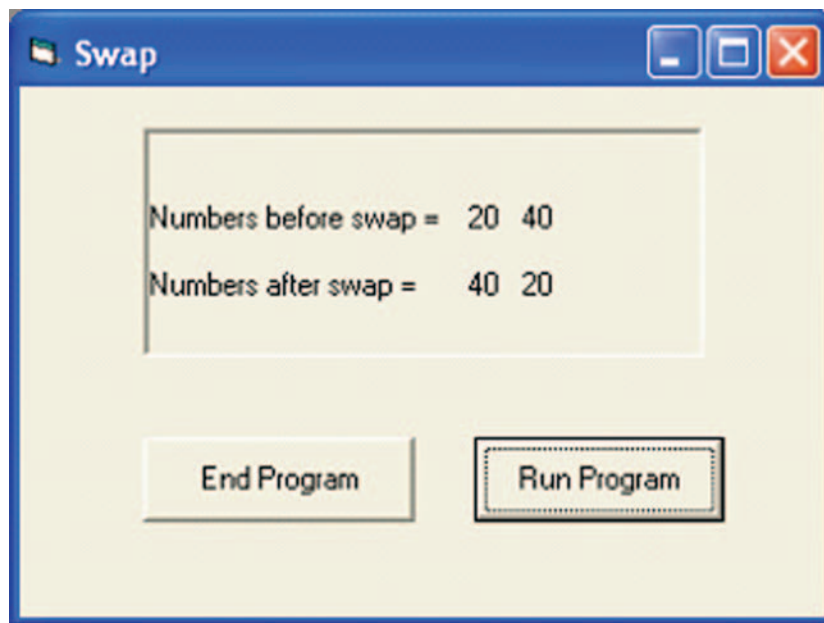 Swap
Numbers before swap = 20 40
Numbers after swap = 40 20
End Program Run Program